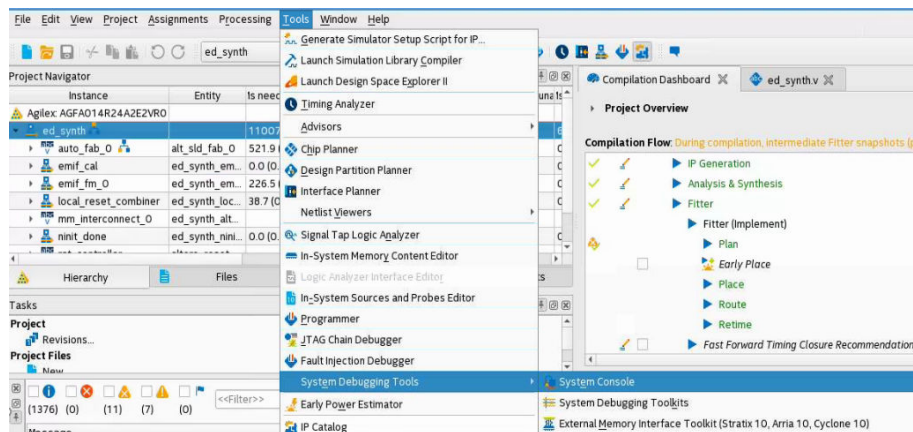 File Edit View Project Assignments Processing Tools Window Help
ed_synth
Project Navigator
Instance Entity
Agilex: AGFA014R24A2E2VR0
ed_synth 11007
auto_fab_0 alt_sld_fab_0 521.9
emif_cal ed_synth_em... 0.0 (0.
emif_fm_0 ed_synth_em... 226.5
local_reset_combiner ed_synth_loc... 38.7 (0
mm_interconnect_0 ed_synth_alt...
ninit_done ed_synth_nini... 0.0 (0.
Hierarchy Files
Tasks
Project
Revisions...
Project Files
New
(1376) (0) (11) (7) (0) <<Filter>>
Message
Generate Simulator Setup Script for IP...
Launch Simulation Library Compiler
Launch Design Space Explorer II
Timing Analyzer
Advisors
Chip Planner
Design Partition Planner
Interface Planner
Netlist Viewers
Signal Tap Logic Analyzer
In-System Memory Content Editor
Logic Analyzer Interface Editor
In-System Sources and Probes Editor
Programmer
JTAG Chain Debugger
Fault Injection Debugger
System Debugging Tools
Early Power Estimator
IP Catalog
System Console
System Debugging Toolkits
External Memory Interface Toolkit (Stratix 10, Arria 10, Cyclone 10)
Compilation Dashboard ed_synth.v
Project Overview
Compilation Flow: During compilation, intermediate Fitter snapshots (
IP Generation
Analysis & Synthesis
Fitter
Fitter (Implement)
Plan
Early Place
Place
Route
Retime
Fast Forward Timing Closure Recommendation